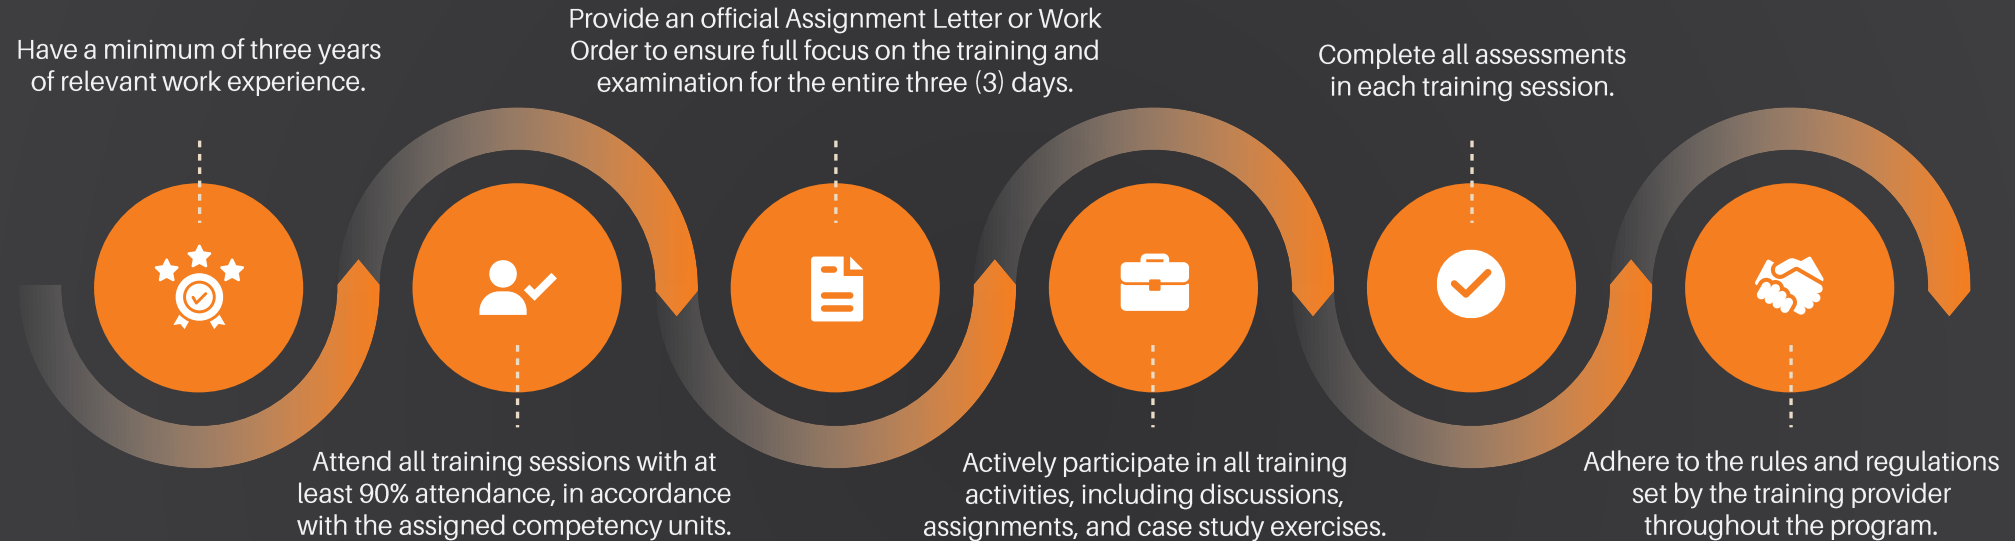 Have a minimum of three years
of relevant work experience.
Attend all training sessions with at
least 90% attendance, in accordance
with the assigned competency units.
Provide an official Assignment Letter or Work
Order to ensure full focus on the training and
examination for the entire three (3) days.
Actively participate in all training
activities, including discussions,
assignments, and case study exercises.
Complete all assessments
in each training session.
Adhere to the rules and regulations
set by the training provider
throughout the program.